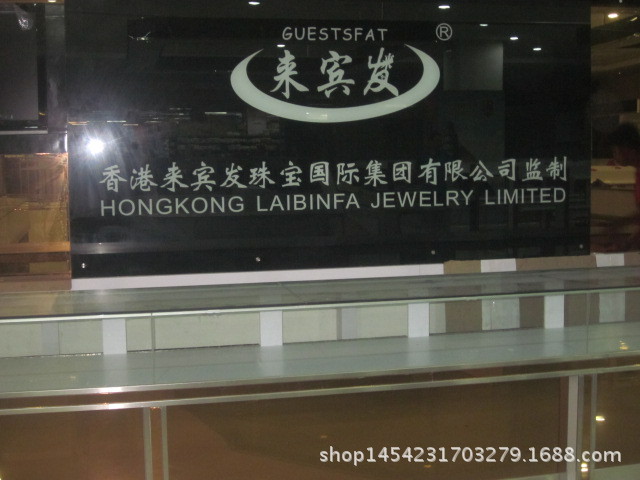 GUESTSFAT
®
来宾发
香港来宾发珠宝国际集团有限公司监制
HONGKONG LAIBINFA JEWELRY LIMITED
shop1454231703279.1688.com